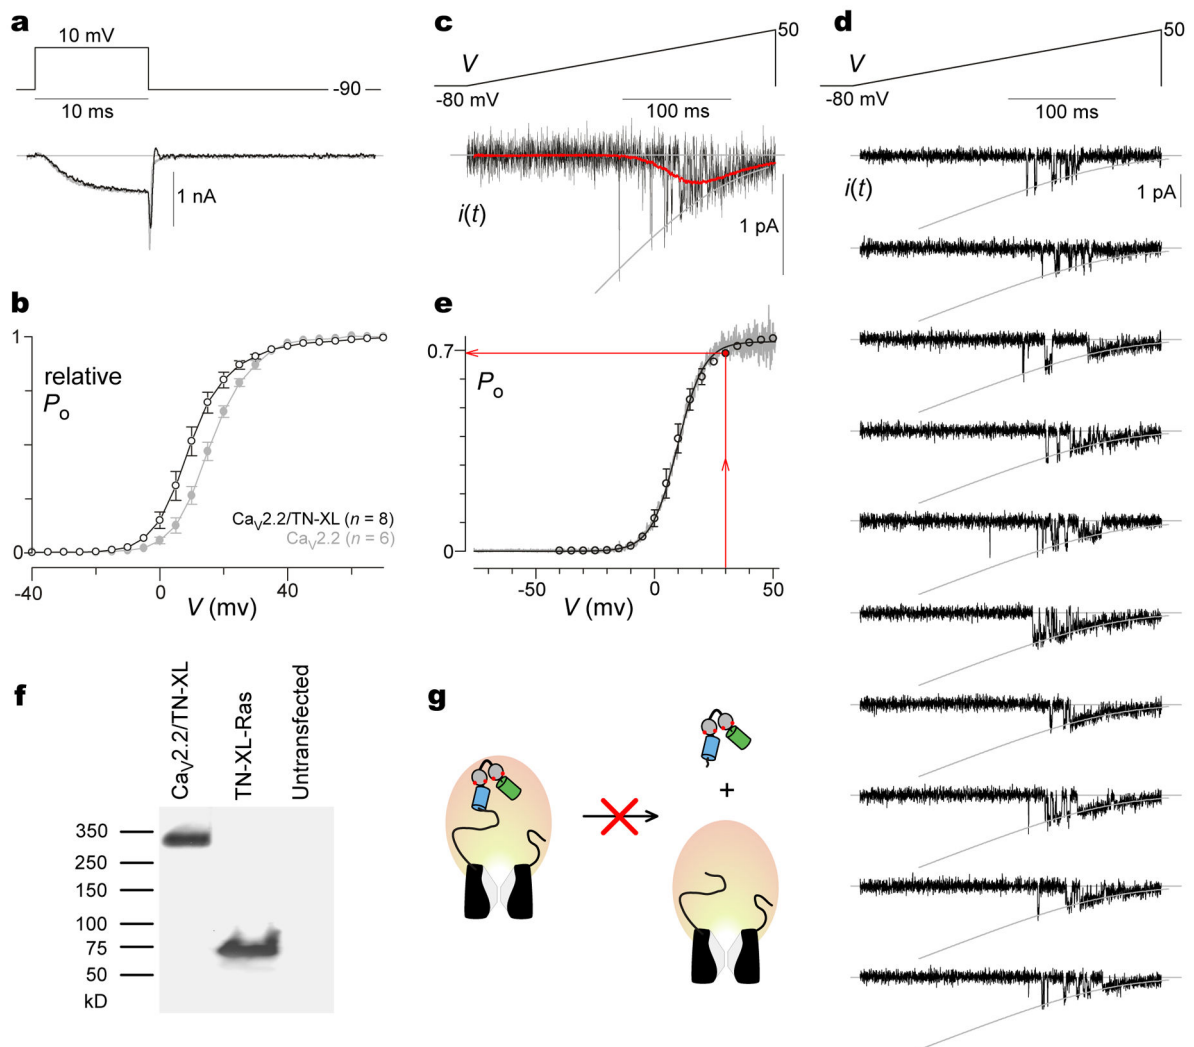 a
10 mV
-90
10 ms
1 nA
b
1
relative
Po
CaV2.2/TN-XL (n = 8)
CaV2.2 (n = 6)
0
-40
0
40
V (mv)
c
50
V
-80 mV
100 ms
i(t)
1 pA
d
50
V
-80 mV
100 ms
i(t)
1 pA
e
0.7
Po
0
-50
0
50
V (mv)
f
CaV2.2/TN-XL
TN-XL-Ras
Untransfected
350
250
150
100
75
50
kD
g
+